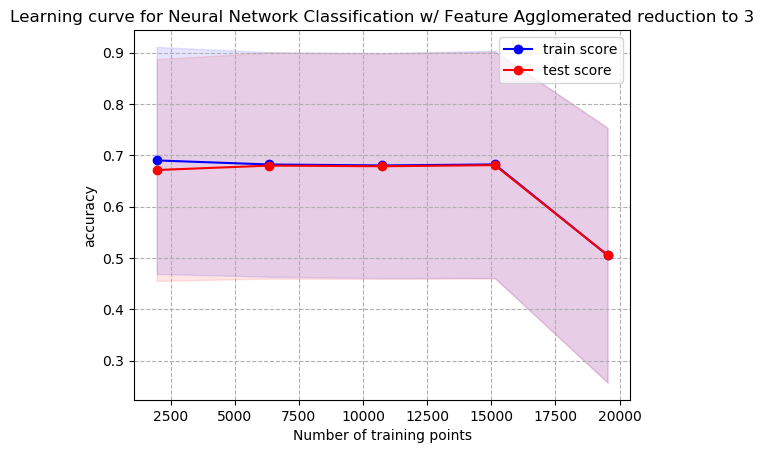 Learning curve for Neural Network Classification w/ Feature Agglomerated reduction to 3
train score
test score
0.9
0.8
0.7
0.6
0.5
0.4
0.3
accuracy
2500 5000 7500 10000 12500 15000 17500 20000
Number of training points